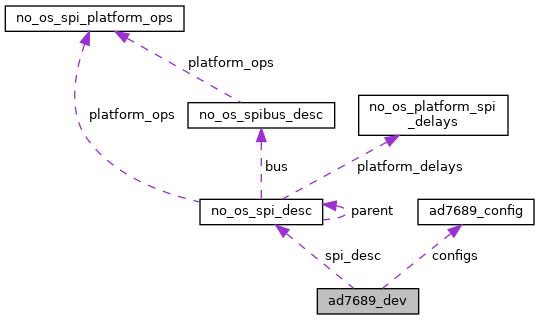 no_os_spi_platform_ops
platform_ops
platform_ops
no_os_spibus_desc
no_os_platform_spi
_delays
bus
platform_delays
no_os_spi_desc
parent
ad7689_config
spi_desc
configs
ad7689_dev